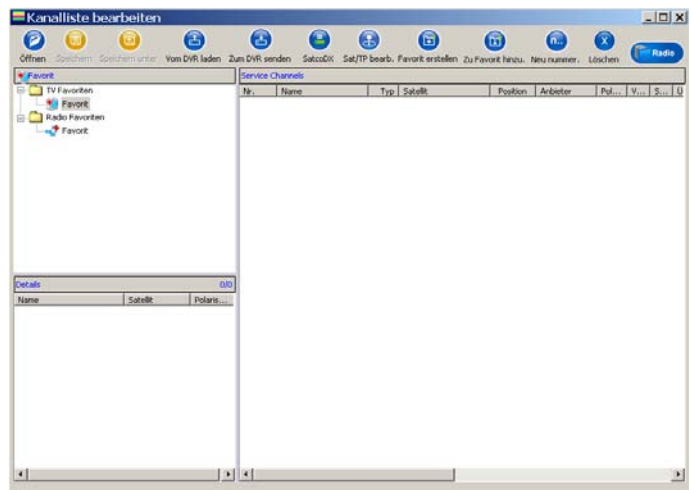 Kanalliste bearbeiten
Öffnen Speichern Speichern unter Vom DVR laden Zum DVR senden SatcoDX Sat/TP bearb. Favorit erstellen Zu Favorit hinzu. Neu nummer. Löschen Radio
Favorit
TV Favoriten
Favorit
Radio Favoriten
Favorit
Service Channels
Nr. Name Typ Satellit Position Anbieter Pol... V... S... Ü
Details 0/0
Name Satellit Polaris...